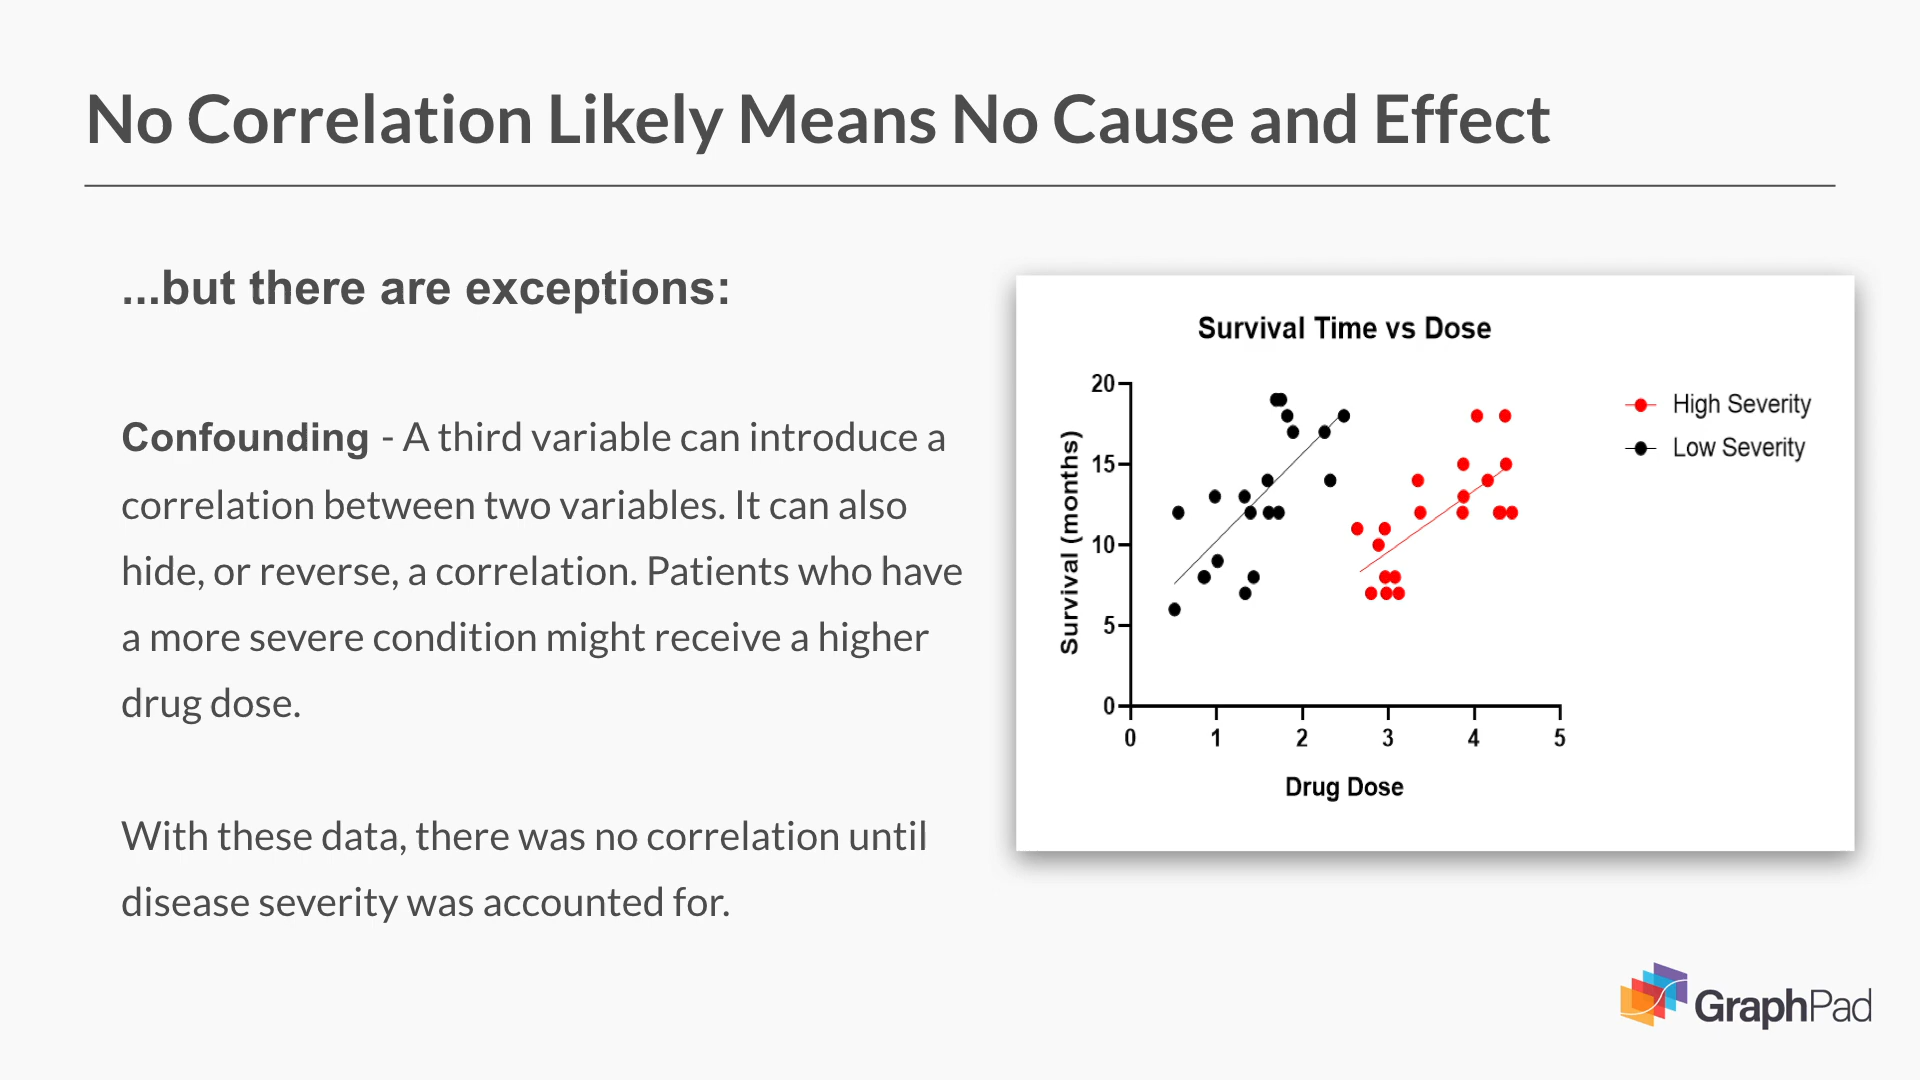 No Correlation Likely Means No Cause and Effect
...but there are exceptions:
Confounding - A third variable can introduce a
correlation between two variables. It can also
hide, or reverse, a correlation. Patients who have
a more severe condition might receive a higher
drug dose.
With these data, there was no correlation until
disease severity was accounted for.
Survival Time vs Dose
Survival (months)
20
15
10
5
0
0 1 2 3 4 5
Drug Dose
High Severity
Low Severity
GraphPad